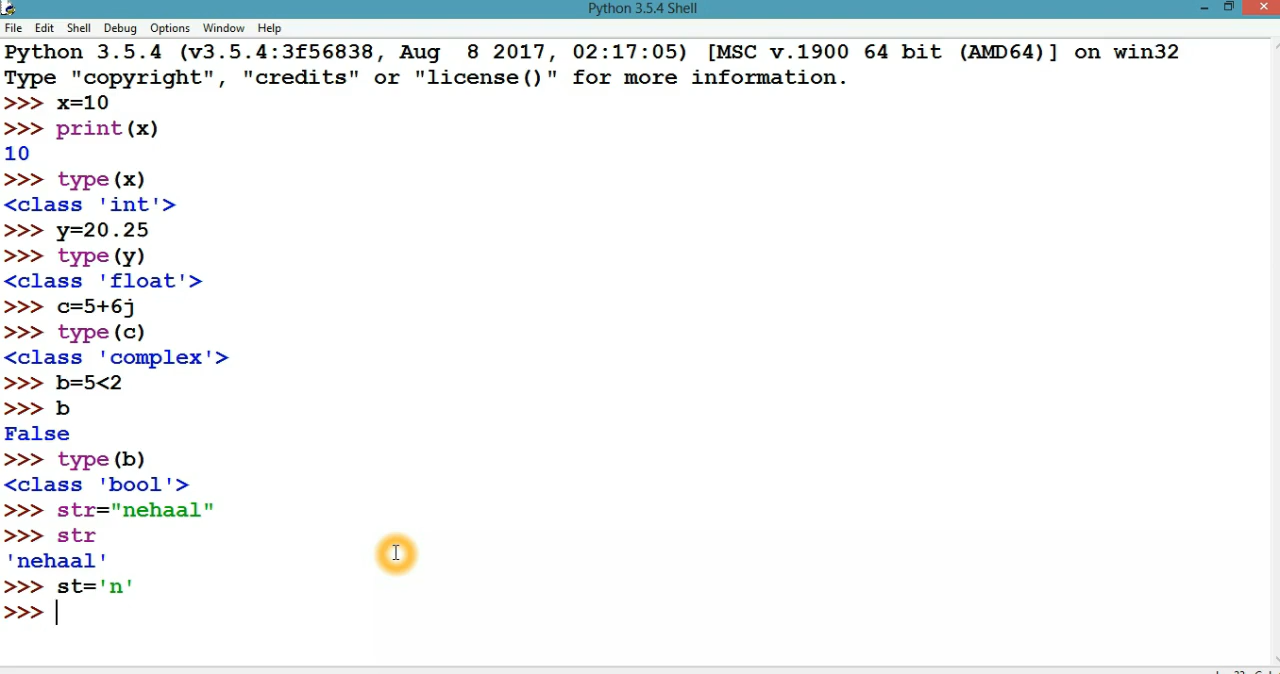 Python 3.5.4 Shell
File Edit Shell Debug Options Window Help
Python 3.5.4 (v3.5.4:3f56838, Aug  8 2017, 02:17:05) [MSC v.1900 64 bit (AMD64)] on win32
Type "copyright", "credits" or "license()" for more information.
>>> x=10
>>> print(x)
10
>>> type(x)
<class 'int'>
>>> y=20.25
>>> type(y)
<class 'float'>
>>> c=5+6j
>>> type(c)
<class 'complex'>
>>> b=5<2
>>> b
False
>>> type(b)
<class 'bool'>
>>> str="nehaal"
>>> str
'nehaal'
>>> st='n'
>>>